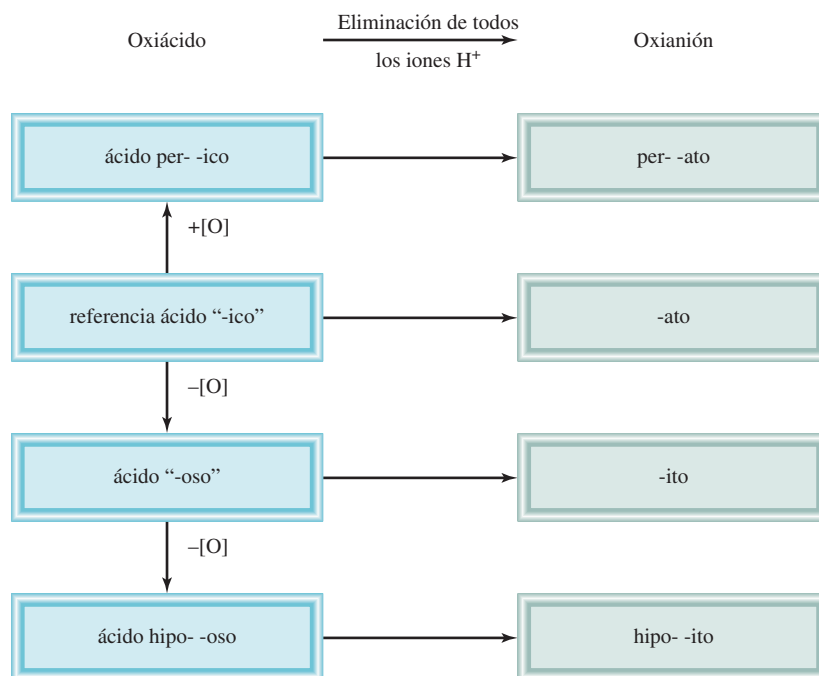 Oxiácido
Eliminación de todos
los iones H⁺
Oxianión
ácido per- -ico
per- -ato
+[O]
referencia ácido “-ico”
-ato
–[O]
ácido “-oso”
-ito
–[O]
ácido hipo- -oso
hipo- -ito